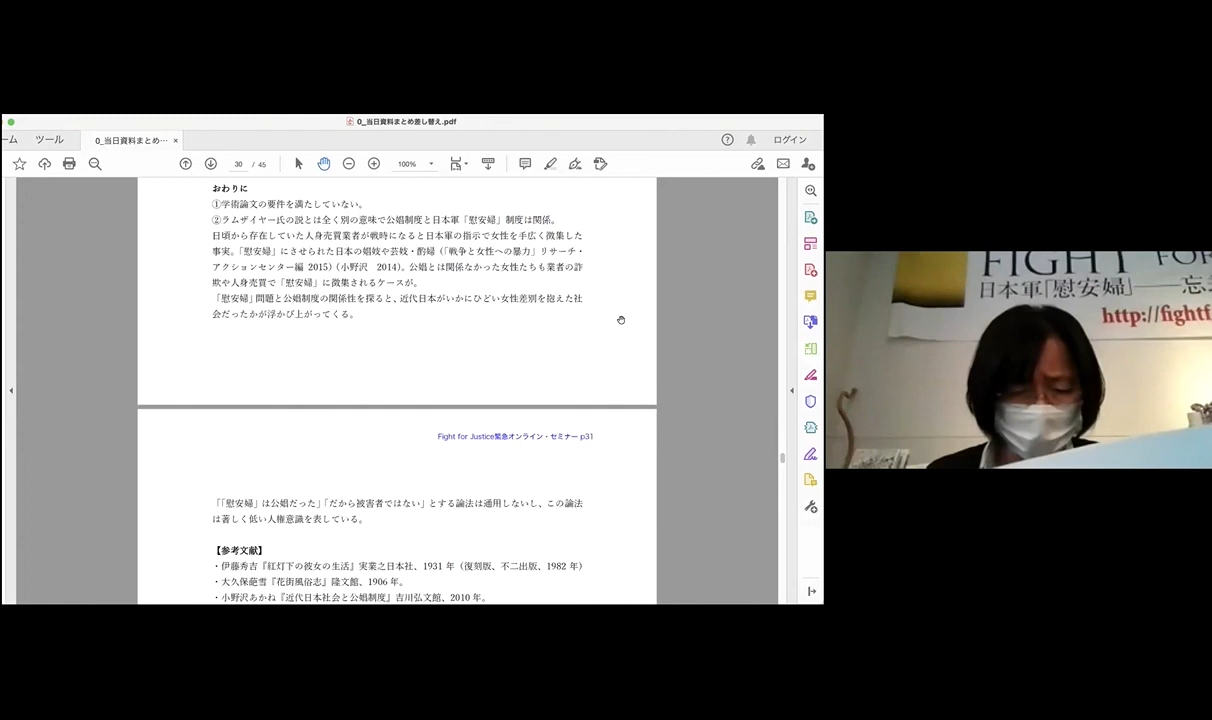 0_当日資料まとめ差し替え.pdf
ーム ツール 0_当日資料まとめ… × ログイン
30 / 45 100%
おわりに
①学術論文の要件を満たしていない。
②ラムザイヤー氏の説とは全く別の意味で公娼制度と日本軍「慰安婦」制度は関係。
日頃から存在していた人身売買業者が戦時になると日本軍の指示で女性を手広く徴集した
事実。「慰安婦」にさせられた日本の娼妓や芸妓・酌婦（「戦争と女性への暴力」リサーチ・
アクションセンター編 2015）（小野沢 2014）。公娼とは関係なかった女性たちも業者の詐
欺や人身売買で「慰安婦」に徴集されるケースが。
「慰安婦」問題と公娼制度の関係性を探ると、近代日本がいかにひどい女性差別を抱えた社
会だったかが浮かび上がってくる。
Fight for Justice緊急オンライン・セミナー p31
「「慰安婦」は公娼だった」「だから被害者ではない」とする論法は通用しないし、この論法
は著しく低い人権意識を表している。
【参考文献】
・伊藤秀吉『紅灯下の彼女の生活』実業之日本社、1931 年（復刻版、不二出版、1982 年）
・大久保葩雪『花街風俗志』隆文館、1906 年。
・小野沢あかね『近代日本社会と公娼制度』吉川弘文館、2010 年。
FIGHT FOR
日本軍「慰安婦」――忘
http://fightf